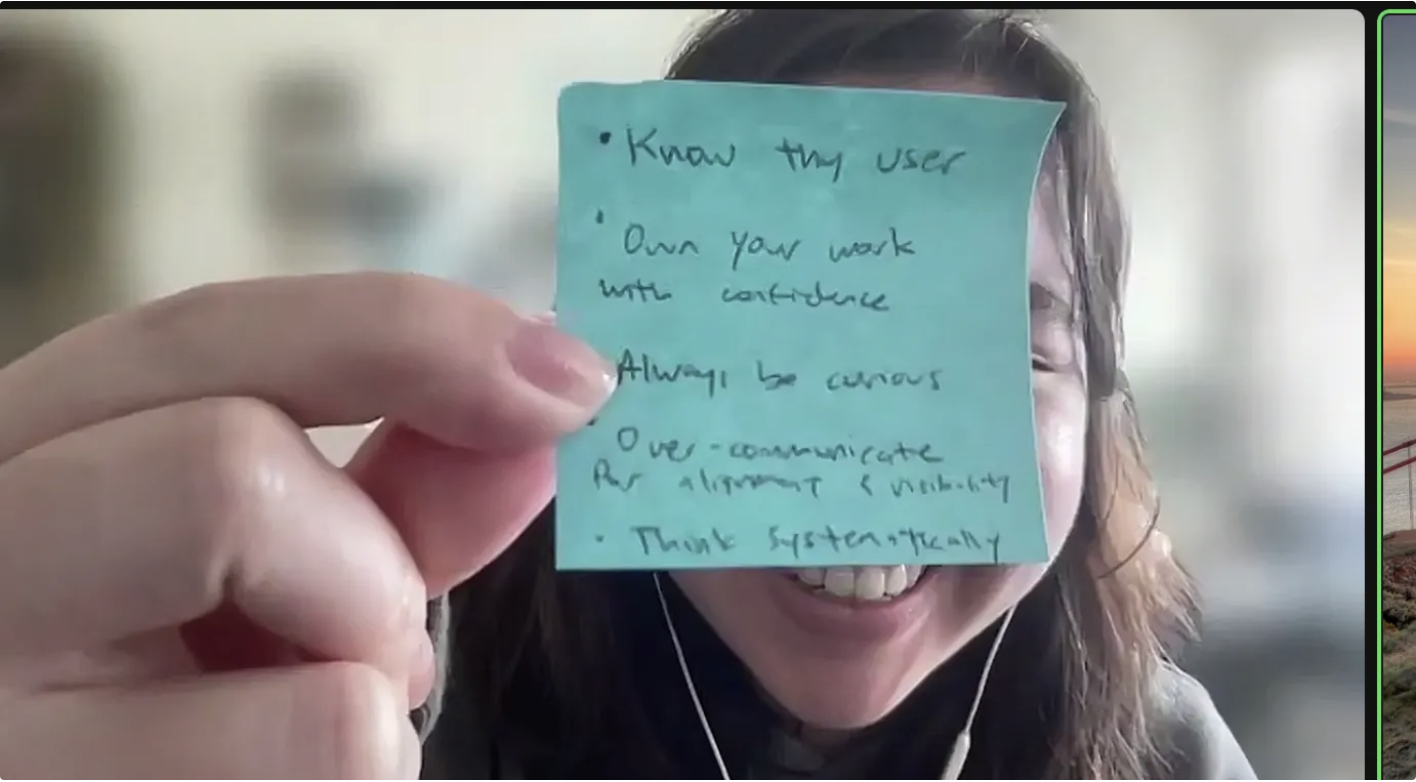 • Know thy user
• Own your work
with confidence
Always be curious
• Over-communicate
for alignment & visibility
• Think systematically